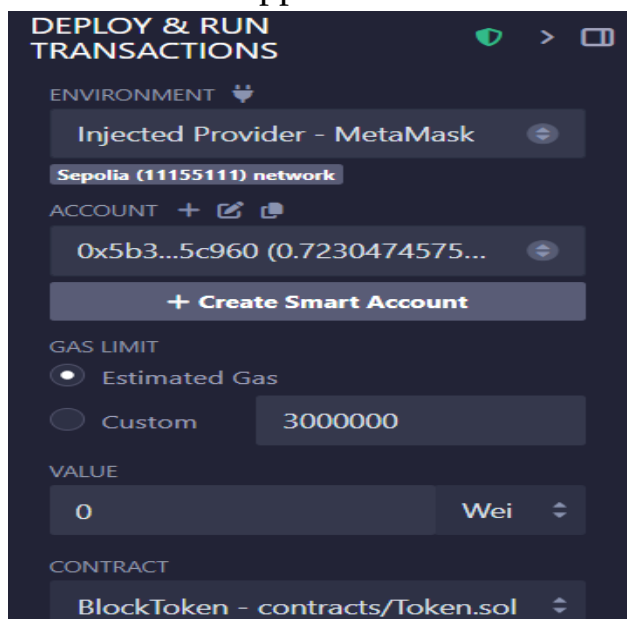 DEPLOY & RUN
TRANSACTIONS
ENVIRONMENT
Injected Provider - MetaMask
Sepolia (11155111) network
ACCOUNT +
0x5b3...5c960 (0.7230474575...
+ Create Smart Account
GAS LIMIT
Estimated Gas
Custom 3000000
VALUE
0 Wei
CONTRACT
BlockToken - contracts/Token.sol